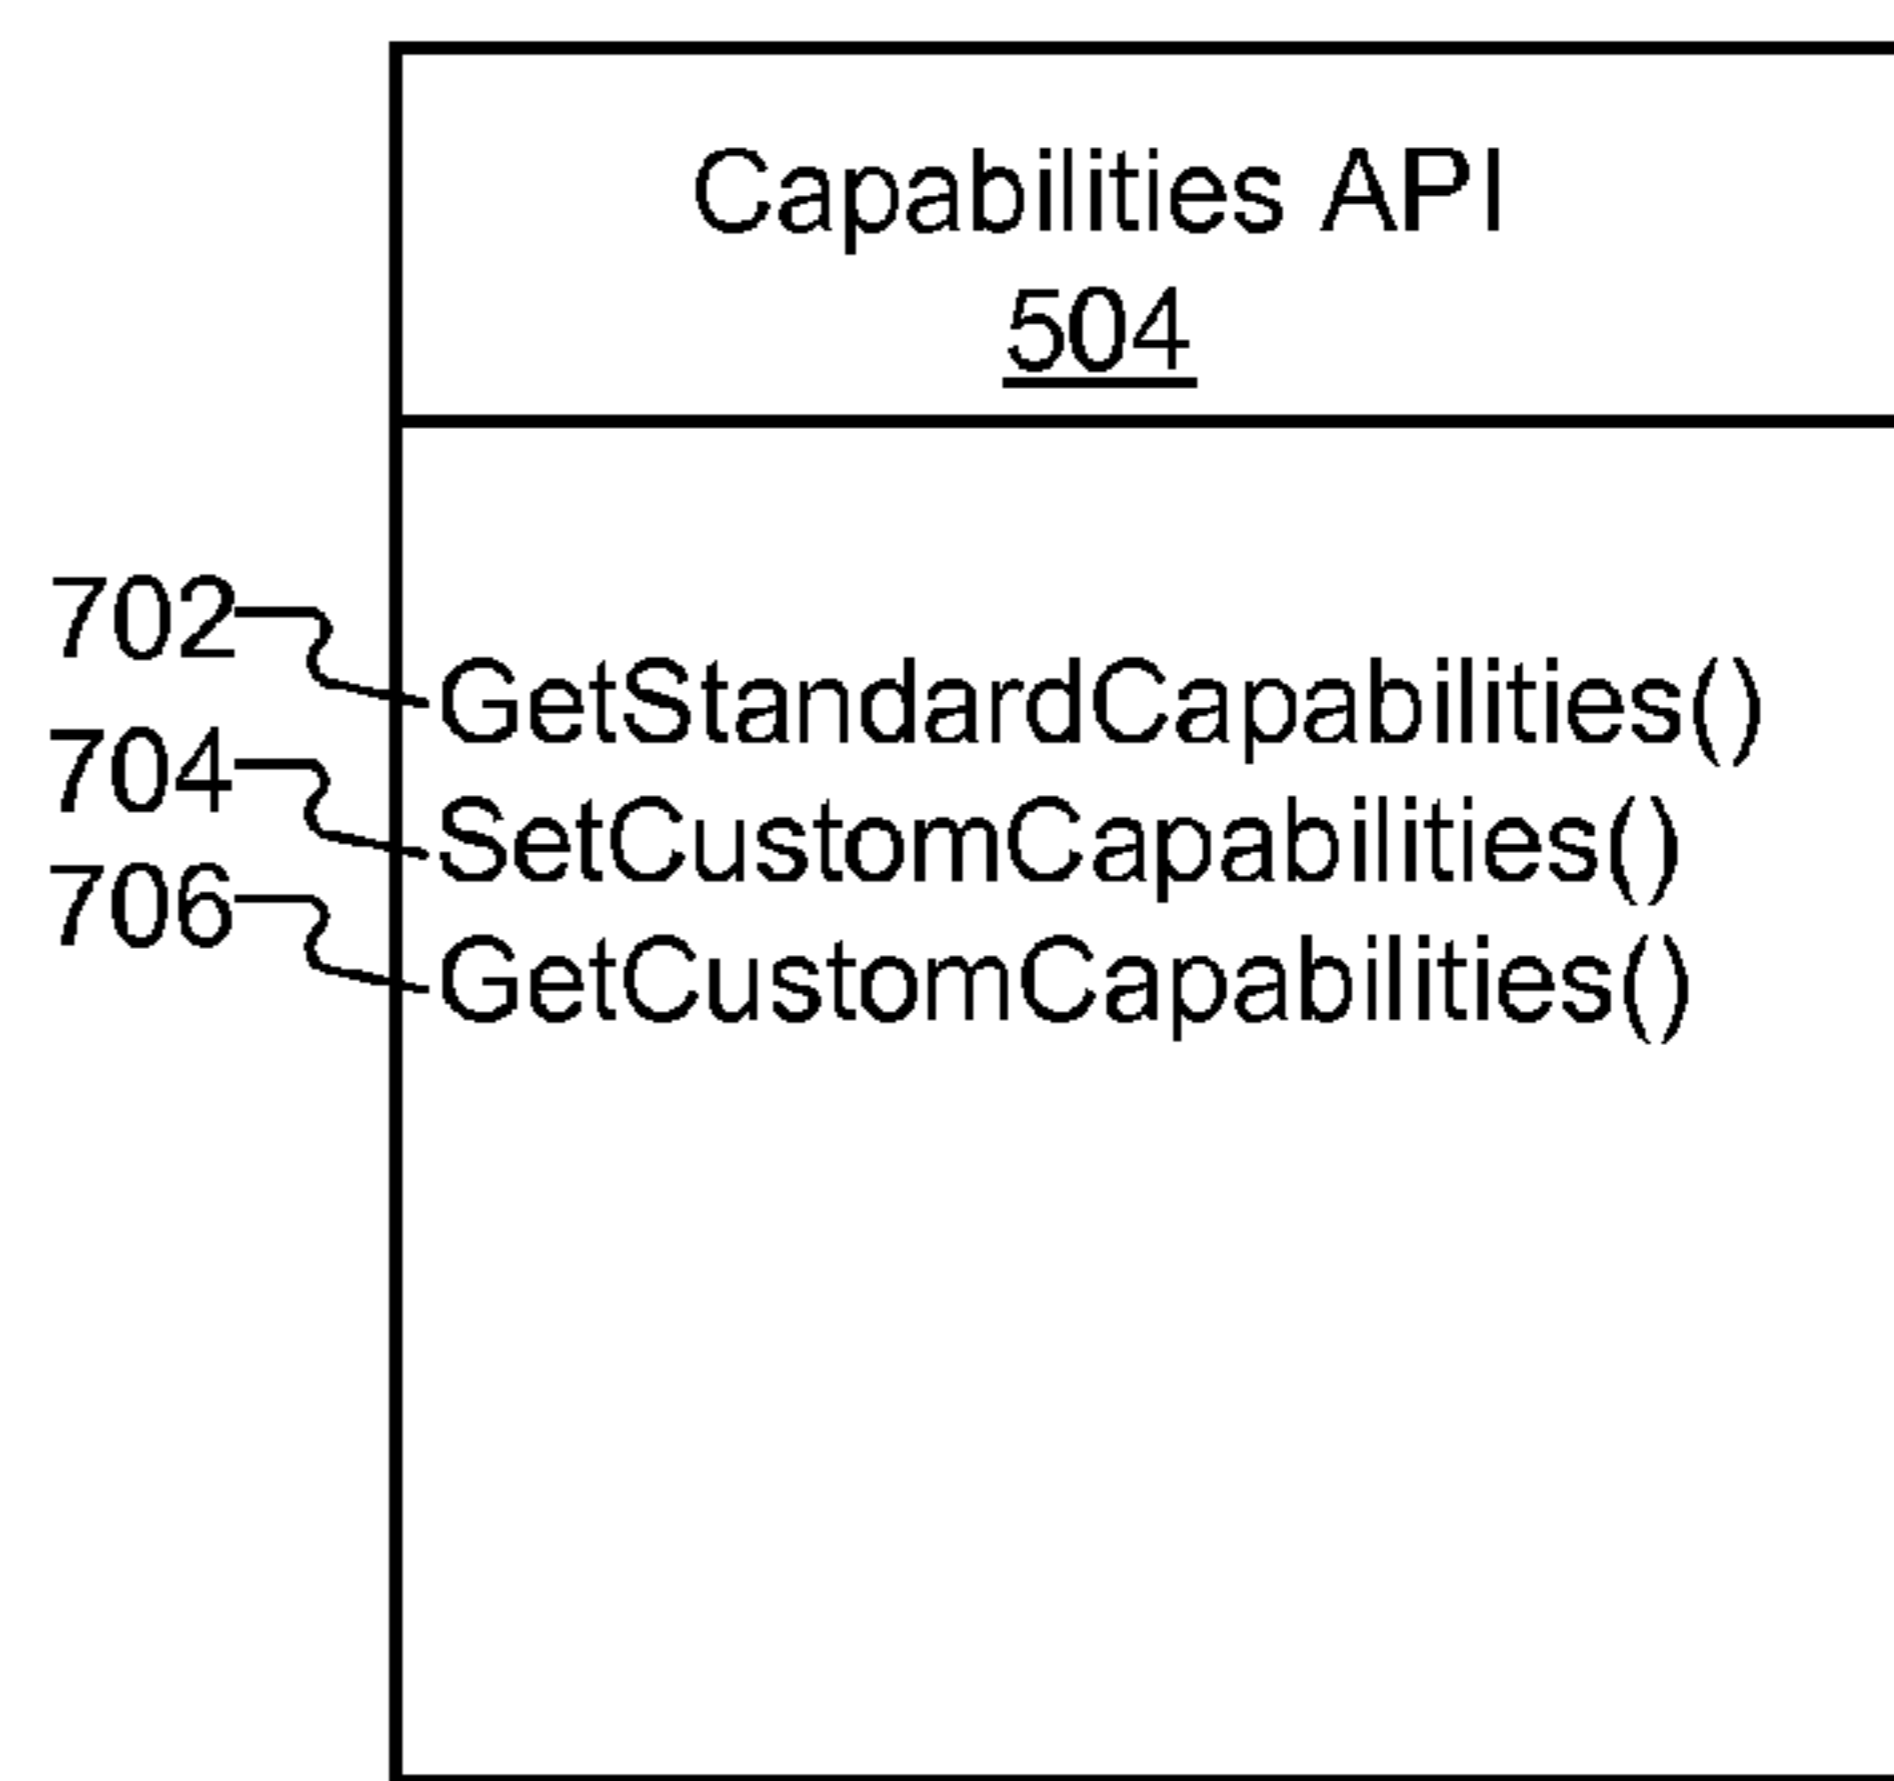 Capabilities API
504
702
GetStandardCapabilities()
704
SetCustomCapabilities()
706
GetCustomCapabilities()